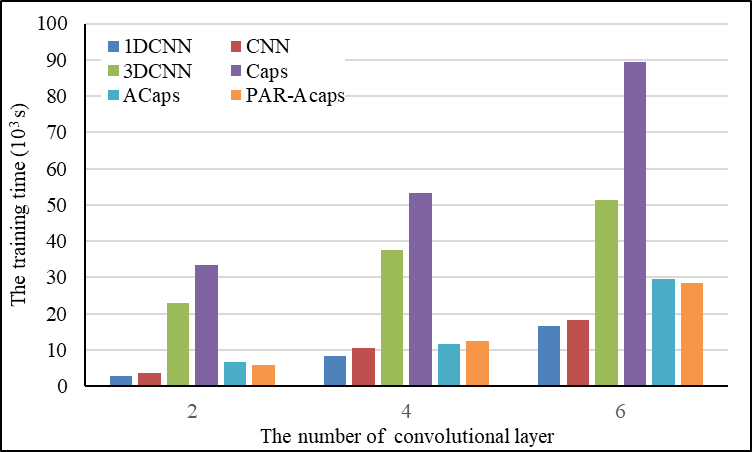 100
90
80
70
60
50
40
30
20
10
0
The training time (10³ s)
1DCNN
CNN
3DCNN
Caps
ACaps
PAR-Acaps
2
4
6
The number of convolutional layer